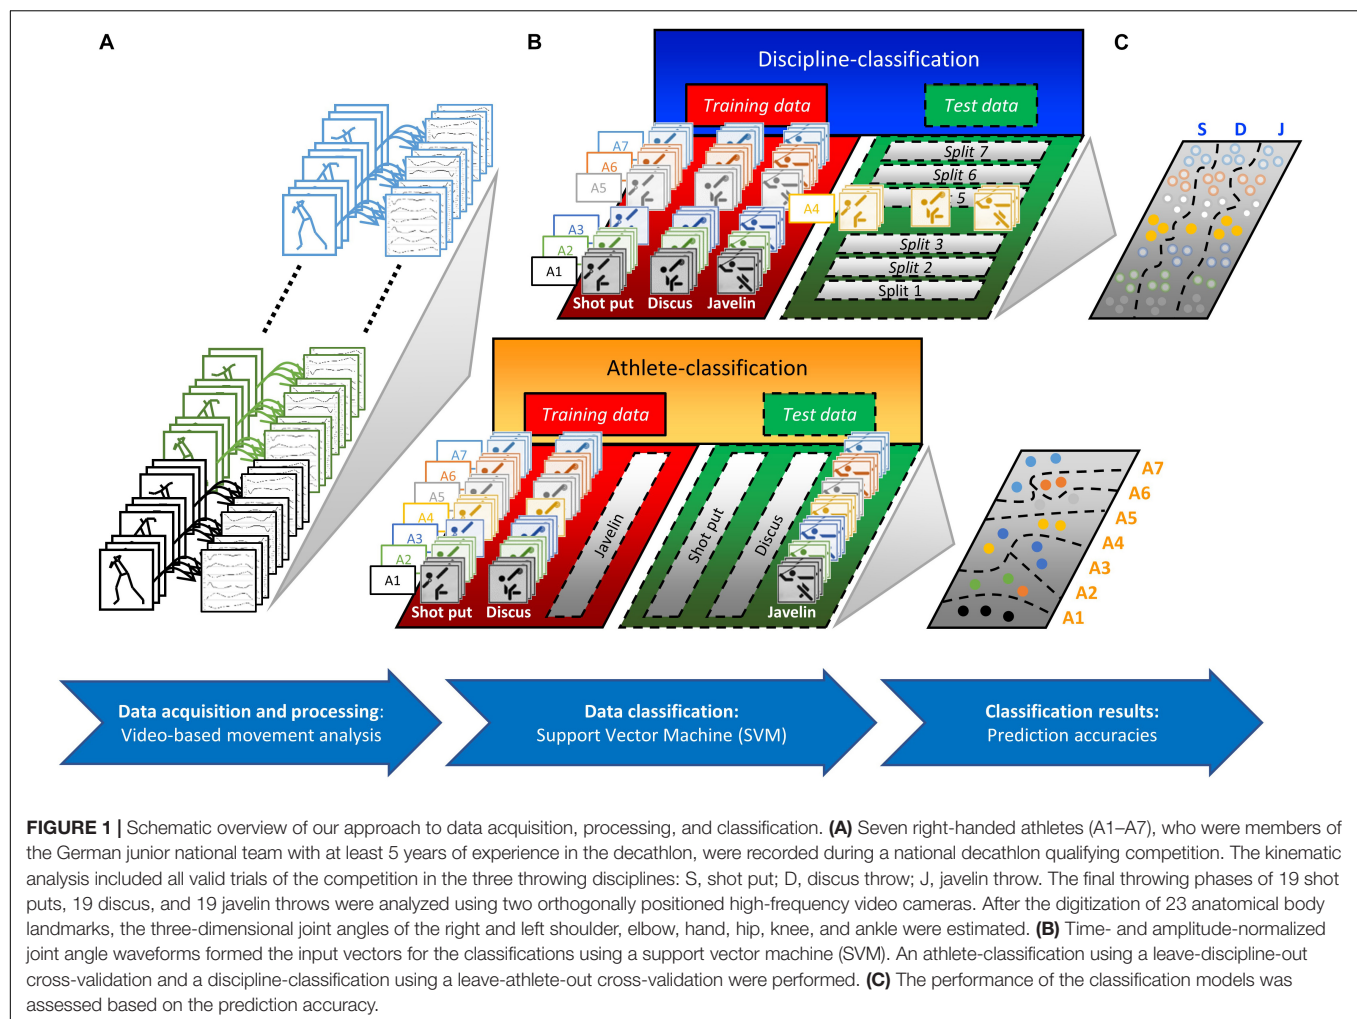 A
B
C
Discipline-classification
Training data
Test data
S D J
A7
A6
A5
A4
A3
A2
A1
Shot put Discus Javelin
Split 7
Split 6
5
Split 3
Split 2
Split 1
Athlete-classification
Training data
Test data
A7
A6
A5
A4
A3
A2
A1
Shot put Discus
Javelin
Shot put
Discus
Javelin
A7
A6
A5
A4
A3
A2
A1
Data acquisition and processing:
Video-based movement analysis
Data classification:
Support Vector Machine (SVM)
Classification results:
Prediction accuracies
FIGURE 1 | Schematic overview of our approach to data acquisition, processing, and classification. (A) Seven right-handed athletes (A1–A7), who were members of
the German junior national team with at least 5 years of experience in the decathlon, were recorded during a national decathlon qualifying competition. The kinematic
analysis included all valid trials of the competition in the three throwing disciplines: S, shot put; D, discus throw; J, javelin throw. The final throwing phases of 19 shot
puts, 19 discus, and 19 javelin throws were analyzed using two orthogonally positioned high-frequency video cameras. After the digitization of 23 anatomical body
landmarks, the three-dimensional joint angles of the right and left shoulder, elbow, hand, hip, knee, and ankle were estimated. (B) Time- and amplitude-normalized
joint angle waveforms formed the input vectors for the classifications using a support vector machine (SVM). An athlete-classification using a leave-discipline-out
cross-validation and a discipline-classification using a leave-athlete-out cross-validation were performed. (C) The performance of the classification models was
assessed based on the prediction accuracy.